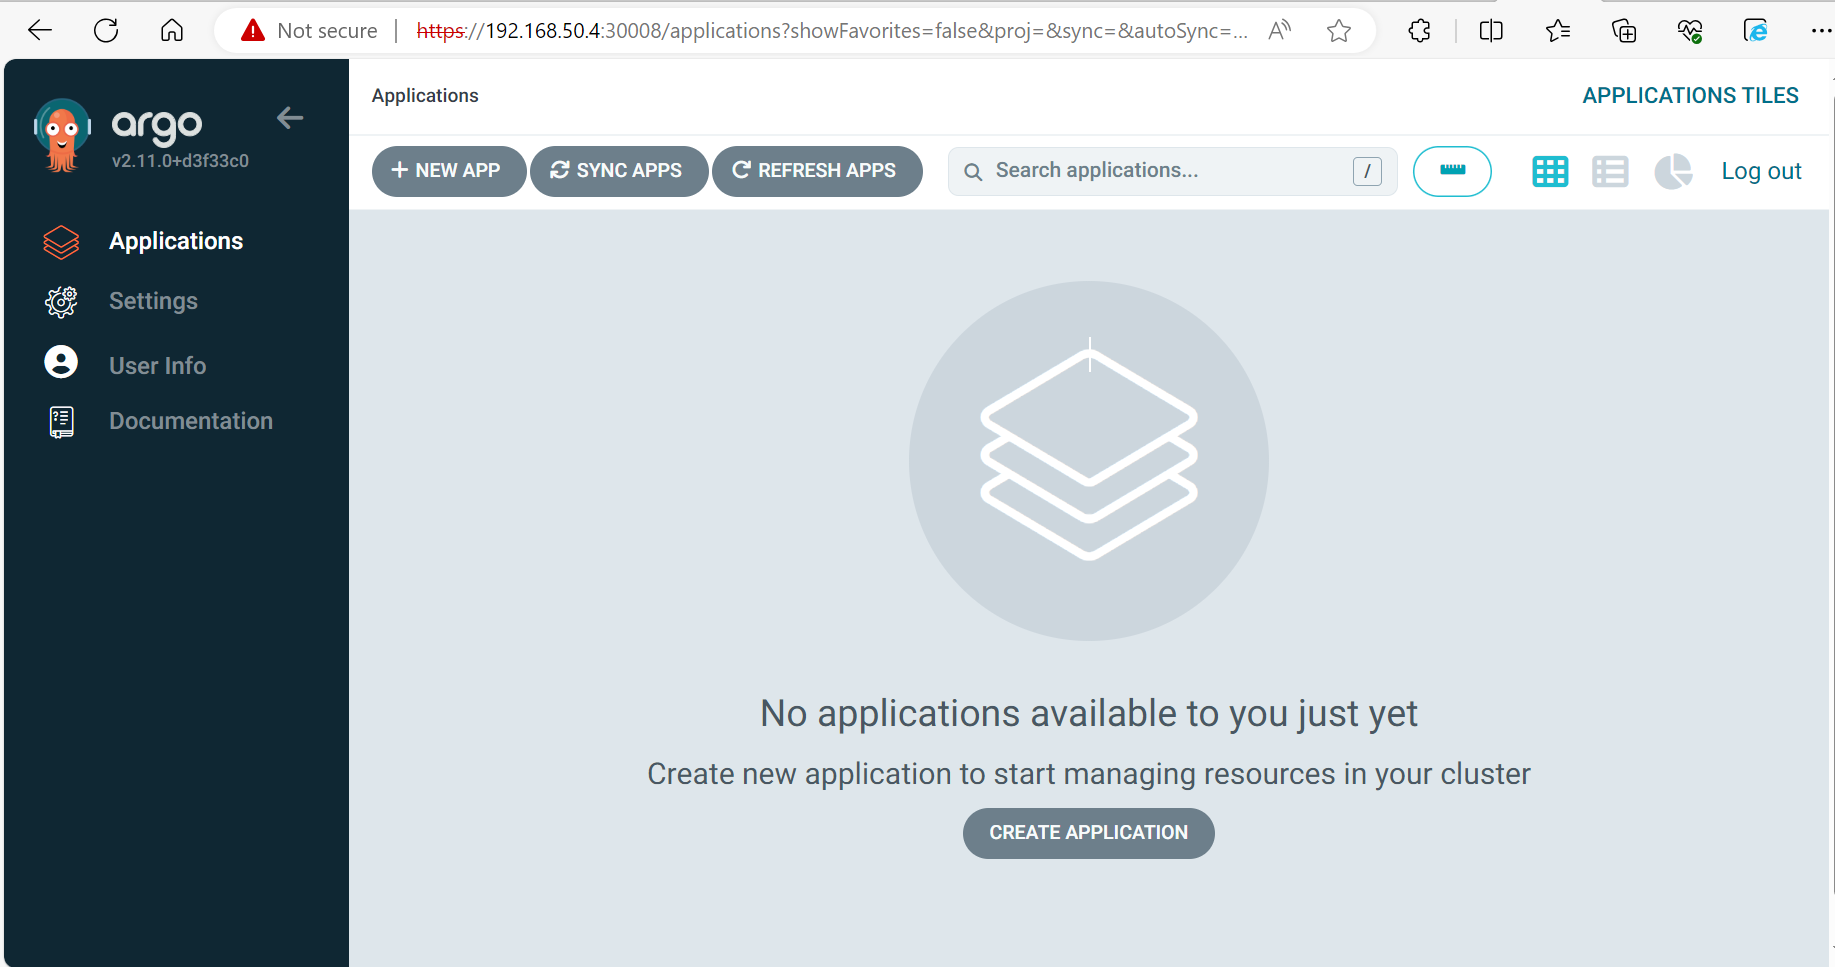 Not secure | https://192.168.50.4:30008/applications?showFavorites=false&proj=&sync=&autoSync=...
argo
v2.11.0+d3f33c0
Applications
Settings
User Info
Documentation
Applications
APPLICATIONS TILES
+ NEW APP
SYNC APPS
REFRESH APPS
Search applications...
/
Log out
No applications available to you just yet
Create new application to start managing resources in your cluster
CREATE APPLICATION